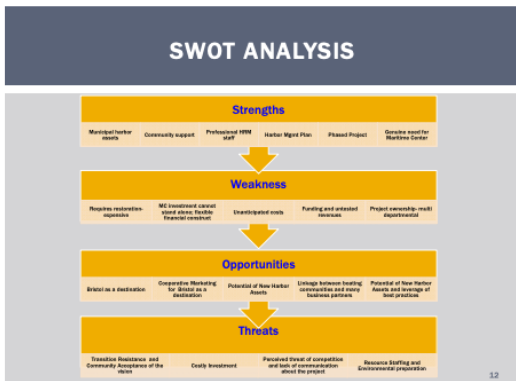 SWOT ANALYSIS
Strengths
Municipal harbor
assets
Community support
Professional HRM
staff
Harbor Mgmt Plan
Phased Project
Genuine need for
Maritime Center
Weakness
Requires restoration-
expensive
MC investment cannot
stand alone; flexible
financial construct
Unanticipated costs
Funding and untested
revenues
Project ownership- multi
departmental
Opportunities
Bristol as a destination
Cooperative Marketing
for Bristol as a
destination
Potential of New Harbor
Assets
Linkage between boating
communities and many
business partners
Potential of New Harbor
Assets and leverage of
best practices
Threats
Transition Resistance and
Community Acceptance of the
vision
Costly Investment
Perceived threat of competition
and lack of communication
about the project
Resource Staffing and
Environmental preparation
12